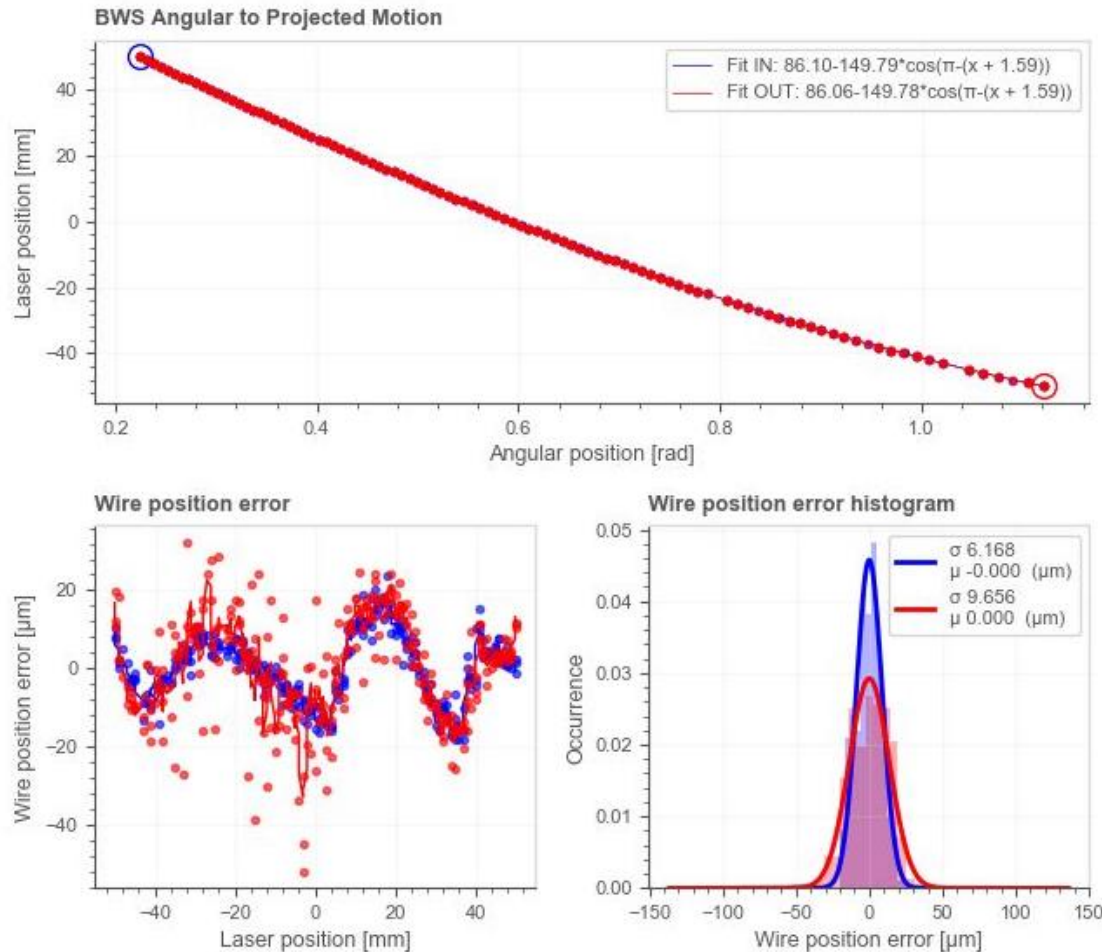 BWS Angular to Projected Motion
Fit IN: 86.10-149.79*cos(π-(x + 1.59))
Fit OUT: 86.06-149.78*cos(π-(x + 1.59))
Laser position [mm]
40
20
0
−20
−40
0.2 0.4 0.6 0.8 1.0
Angular position [rad]
Wire position error
Wire position error [μm]
20
0
−20
−40
−40 −20 0 20 40
Laser position [mm]
Wire position error histogram
σ 6.168
μ -0.000 (μm)
σ 9.656
μ 0.000 (μm)
Occurrence
0.05
0.04
0.03
0.02
0.01
0.00
−150 −100 −50 0 50 100 150
Wire position error [μm]